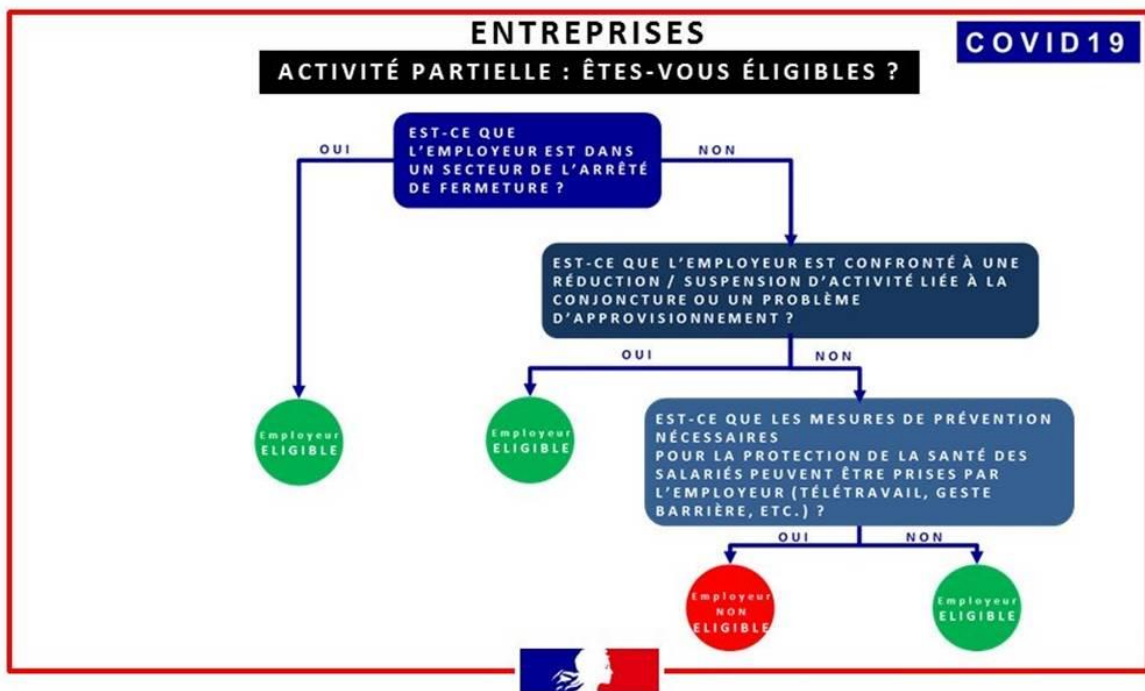 ENTREPRISES
COVID19
ACTIVITÉ PARTIELLE : ÊTES-VOUS ÉLIGIBLES ?
EST-CE QUE
L'EMPLOYEUR EST DANS
UN SECTEUR DE L'ARRÊTÉ
DE FERMETURE ?
OUI
NON
EST-CE QUE L'EMPLOYEUR EST CONFRONTÉ À UNE
RÉDUCTION / SUSPENSION D'ACTIVITÉ LIÉE À LA
CONJONCTURE OU UN PROBLÈME
D'APPROVISIONNEMENT ?
OUI
NON
Employeur
ELIGIBLE
Employeur
ELIGIBLE
EST-CE QUE LES MESURES DE PRÉVENTION
NÉCESSAIRES
POUR LA PROTECTION DE LA SANTÉ DES
SALARIÉS PEUVENT ÊTRE PRISES PAR
L'EMPLOYEUR (TÉLÉTRAVAIL, GESTE
BARRIÈRE, ETC.) ?
OUI
NON
Employeur
NON
ELIGIBLE
Employeur
ELIGIBLE